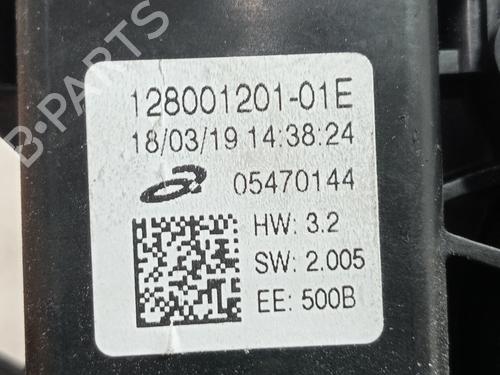 B-PARTS
128001201-01E
18/03/19 14:38:24
05470144
HW: 3.2
SW: 2.005
EE: 500B